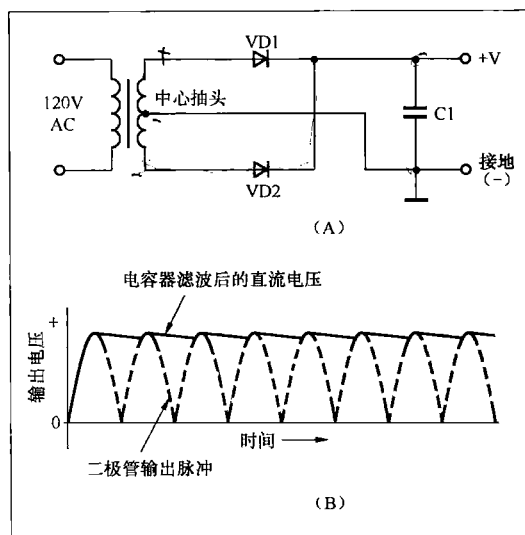 VD1
+V
120V
AC
中心抽头
C1
VD2
接地
(-)
(A)
电容器滤波后的直流电压
+
输出电压
0
时间
二极管输出脉冲
(B)